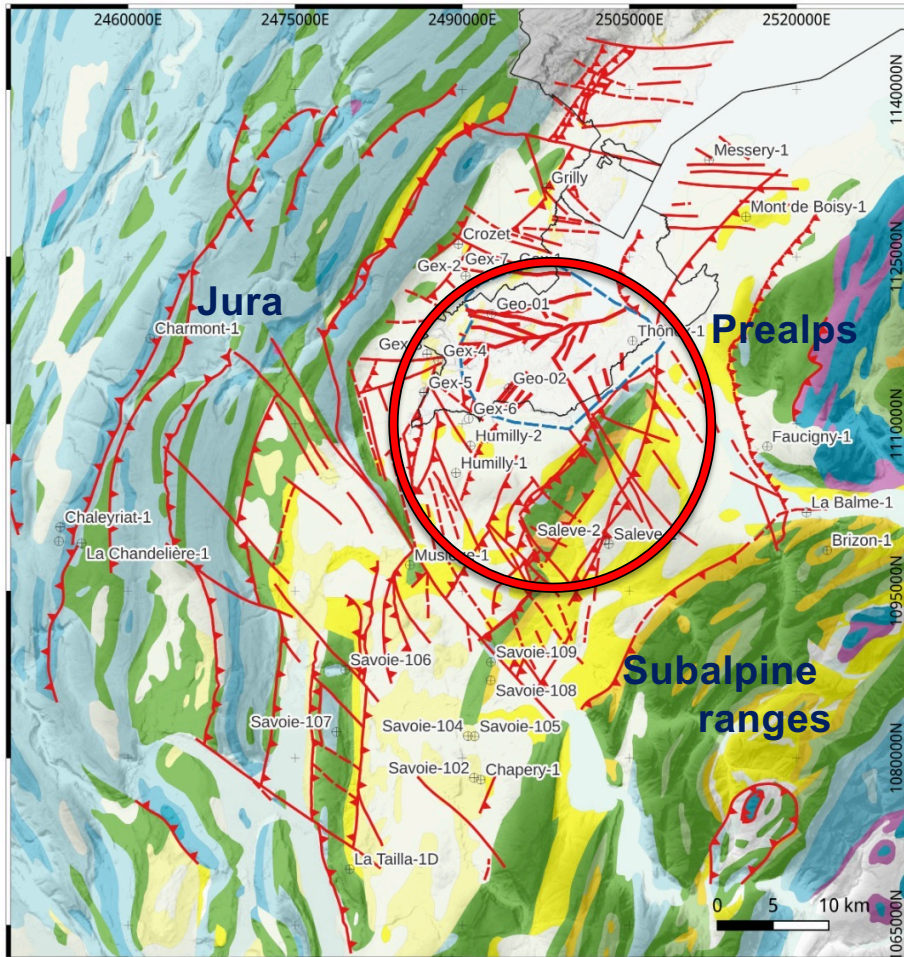 2460000E
2475000E
2490000E
2505000E
2520000E
1140000N
Messery-1
Grilly
Mont de Boisy-1
Crozet
Gex-7
Gex-1
1125000N
Gex-2
Jura
Geo-01
Charmont-1
Prealps
Gex-4
Gex-5
Geo-02
Gex-6
1110000N
Humilly-2
Faucigny-1
Humilly-1
La Balme-1
Chaleyriat-1
Saleve-2
Brizon-1
La Chandelière-1
1095000N
Savoie-106
Savoie-109
Subalpine
ranges
Savoie-108
Savoie-107
Savoie-104
Savoie-105
1080000N
Savoie-102
Chapery-1
La Tailla-1D
0 5 10 km
1065000N